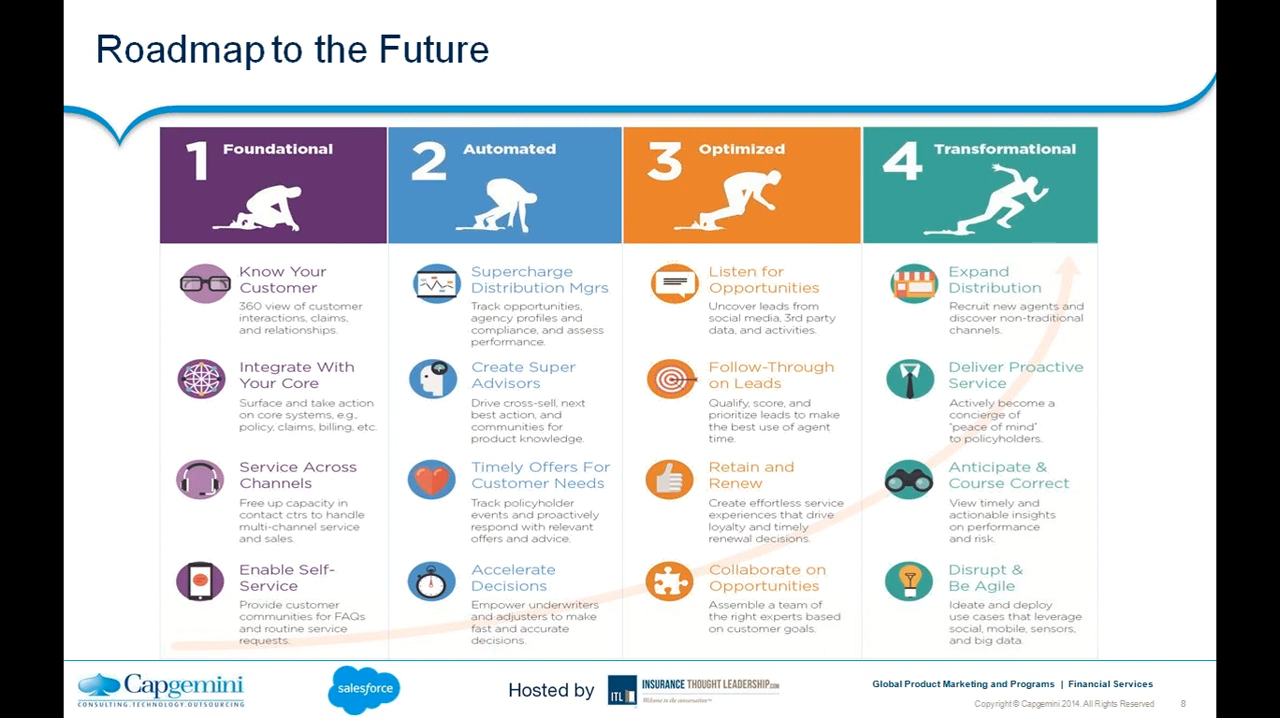 Roadmap to the Future
1 Foundational
Know Your
Customer
360 view of customer
interactions, claims,
and relationships.
Integrate With
Your Core
Surface and take action
on core systems, e.g.,
policy, claims, billing, etc.
Service Across
Channels
Free up capacity in
contact ctrs to handle
multi-channel service
and sales.
Enable Self-
Service
Provide customer
communities for FAQs
and routine service
requests.
2 Automated
Supercharge
Distribution Mgrs
Track opportunities,
agency profiles and
compliance, and assess
performance.
Create Super
Advisors
Drive cross-sell, next
best action, and
communities for
product knowledge.
Timely Offers For
Customer Needs
Track policyholder
events and proactively
respond with relevant
offers and advice.
Accelerate
Decisions
Empower underwriters
and adjusters to make
fast and accurate
decisions.
3 Optimized
Listen for
Opportunities
Uncover leads from
social media, 3rd party
data, and activities.
Follow-Through
on Leads
Qualify, score, and
prioritize leads to make
the best use of agent
time.
Retain and
Renew
Create effortless service
experiences that drive
loyalty and timely
renewal decisions.
Collaborate on
Opportunities
Assemble a team of
the right experts based
on customer goals.
4 Transformational
Expand
Distribution
Recruit new agents and
discover non-traditional
channels.
Deliver Proactive
Service
Actively become a
concierge of
"peace of mind"
to policyholders.
Anticipate &
Course Correct
View timely and
actionable insights
on performance
and risk.
Disrupt &
Be Agile
Ideate and deploy
use cases that leverage
social, mobile, sensors,
and big data.
Capgemini
CONSULTING.TECHNOLOGY.OUTSOURCING
salesforce
Hosted by
ITL
INSURANCE THOUGHT LEADERSHIP.COM
Welcome to the conversation™
Global Product Marketing and Programs | Financial Services
Copyright © Capgemini 2014. All Rights Reserved
8